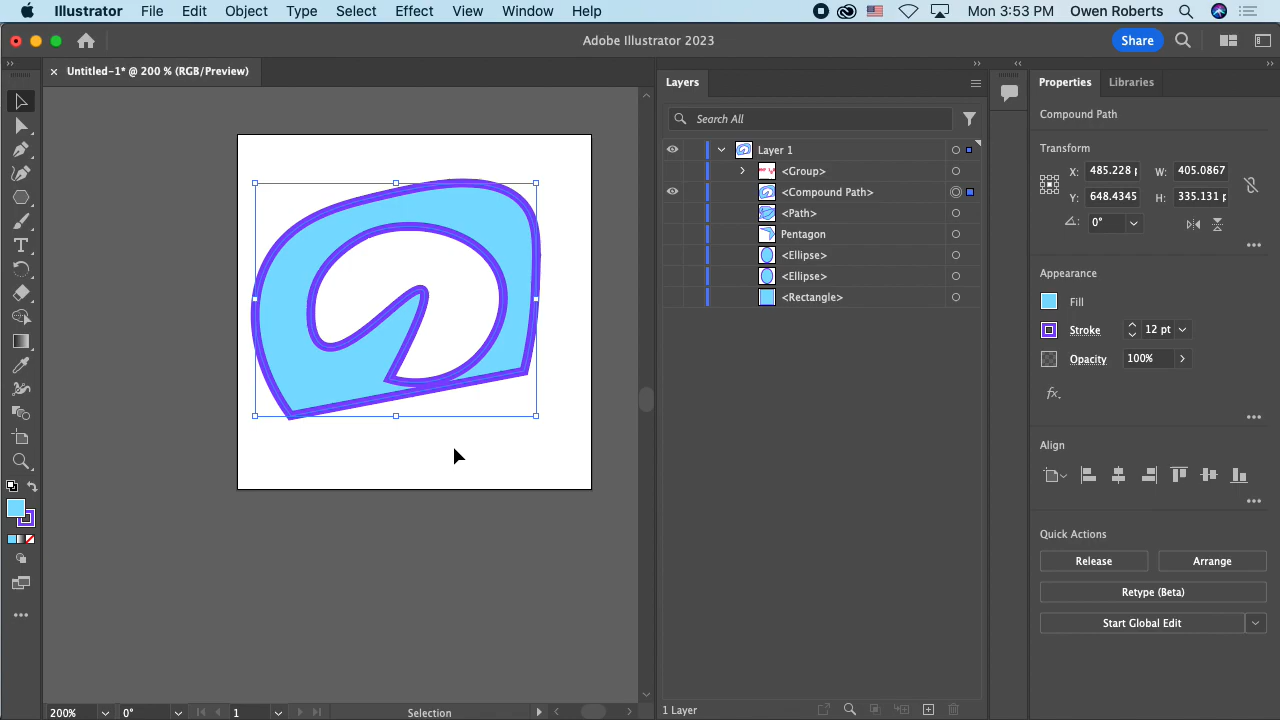 Illustrator File Edit Object Type Select Effect View Window Help Mon 3:53 PM Owen Roberts
Adobe Illustrator 2023
Share
× Untitled-1* @ 200 % (RGB/Preview)
Layers
Search All
Layer 1
<Group>
<Compound Path>
<Path>
Pentagon
<Ellipse>
<Ellipse>
<Rectangle>
Properties Libraries
Compound Path
Transform
X: 485.228 W: 405.0867
Y: 648.4345 H: 335.131
0°
Appearance
Fill
Stroke 12 pt
Opacity 100%
fx.
Align
Quick Actions
Release Arrange
Retype (Beta)
Start Global Edit
200% 0° 1 Selection
1 Layer